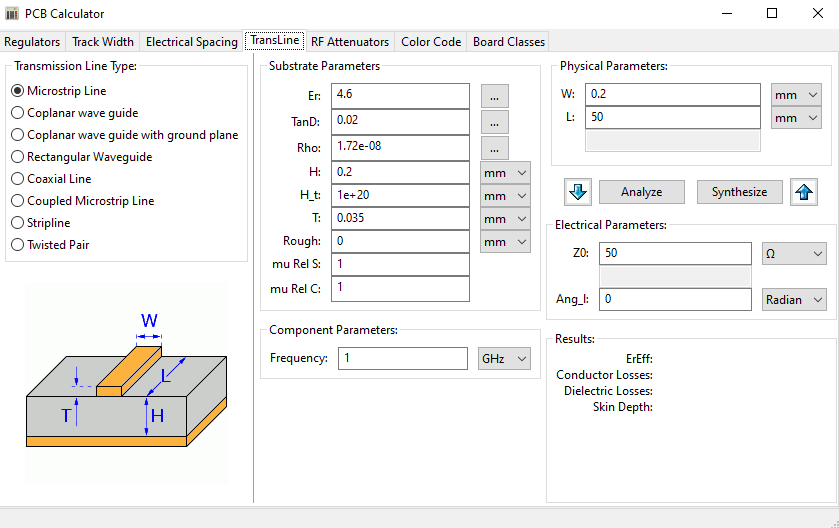 PCB Calculator
Regulators Track Width Electrical Spacing TransLine RF Attenuators Color Code Board Classes
Transmission Line Type:
Microstrip Line
Coplanar wave guide
Coplanar wave guide with ground plane
Rectangular Waveguide
Coaxial Line
Coupled Microstrip Line
Stripline
Twisted Pair
W
L
T
H
Substrate Parameters
Er: 4.6 ...
TanD: 0.02 ...
Rho: 1.72e-08 ...
H: 0.2 mm
H_t: 1e+20 mm
T: 0.035 mm
Rough: 0 mm
mu Rel S: 1
mu Rel C: 1
Component Parameters:
Frequency: 1 GHz
Physical Parameters:
W: 0.2 mm
L: 50 mm
Analyze Synthesize
Electrical Parameters:
Z0: 50 Ω
Ang_l: 0 Radian
Results:
ErEff:
Conductor Losses:
Dielectric Losses:
Skin Depth: